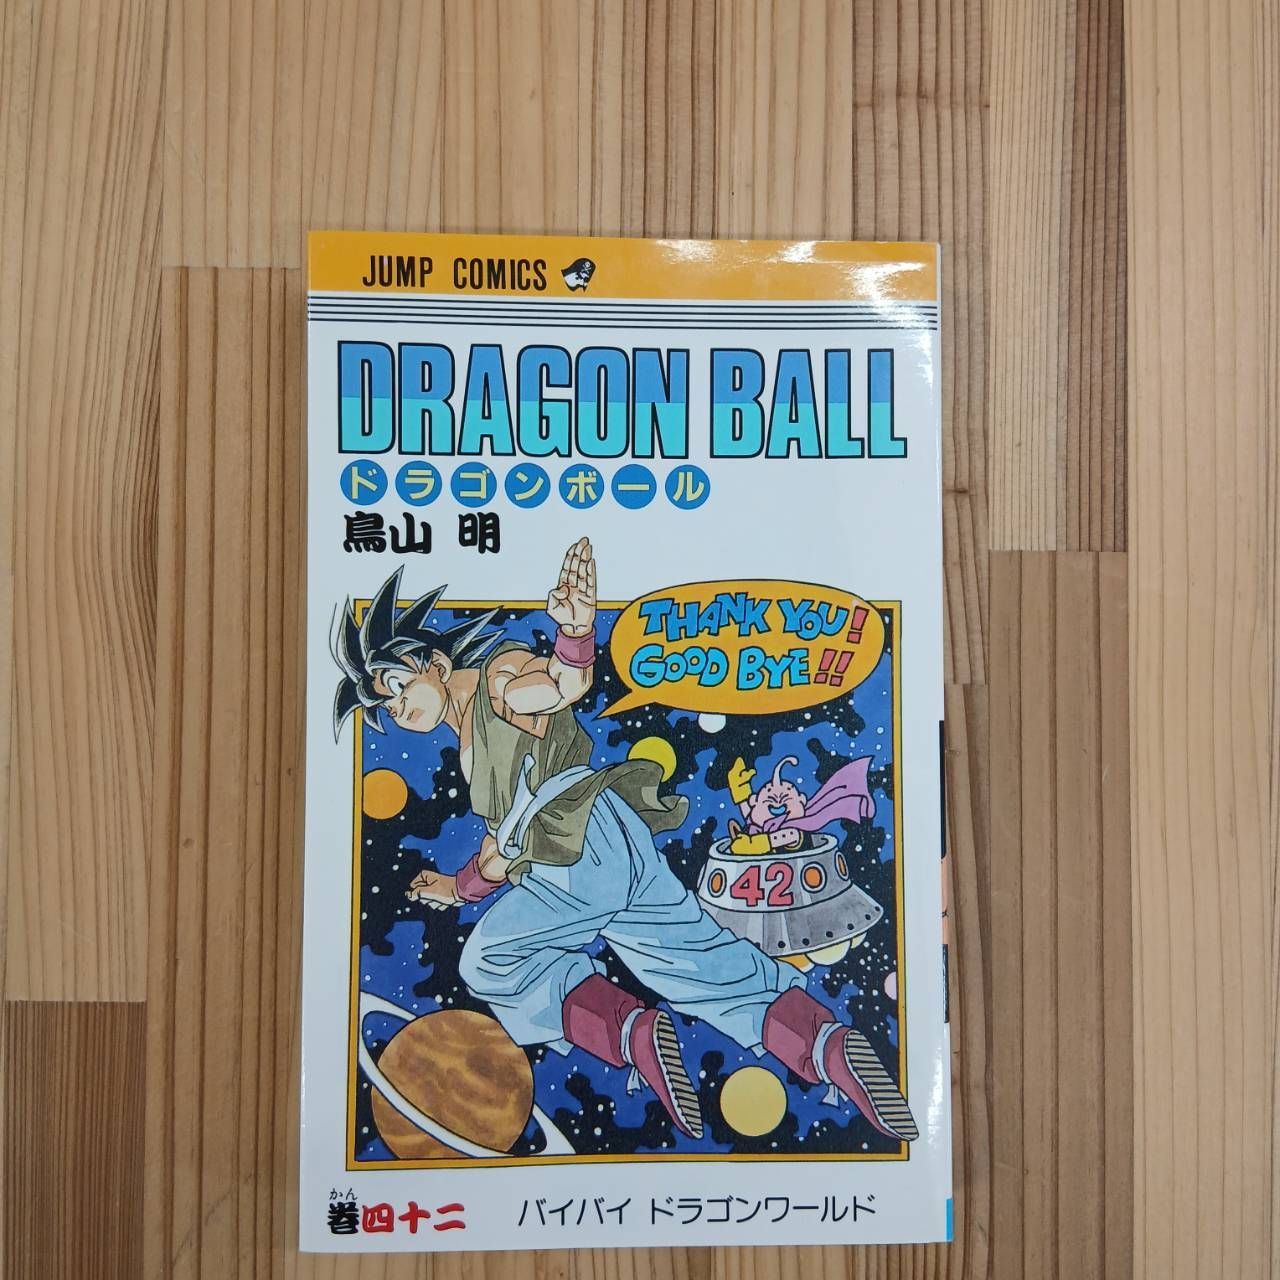 JUMP COMICS
DRAGON BALL
ドラゴンボール
鳥山 明
THANK YOU!
GOOD BYE!!
42
かん
巻四十二
バイバイ ドラゴンワールド